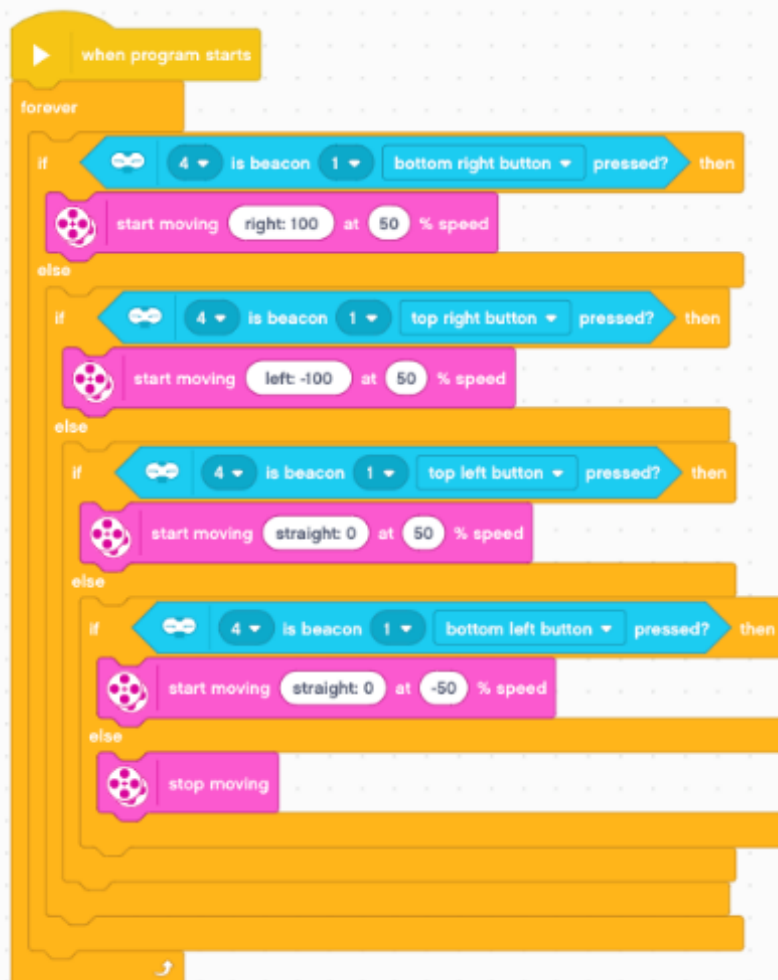 when program starts
forever
if 4 is beacon 1 bottom right button pressed? then
start moving right: 100 at 50 % speed
else
if 4 is beacon 1 top right button pressed? then
start moving left: -100 at 50 % speed
else
if 4 is beacon 1 top left button pressed? then
start moving straight: 0 at 50 % speed
else
if 4 is beacon 1 bottom left button pressed? then
start moving straight: 0 at -50 % speed
else
stop moving